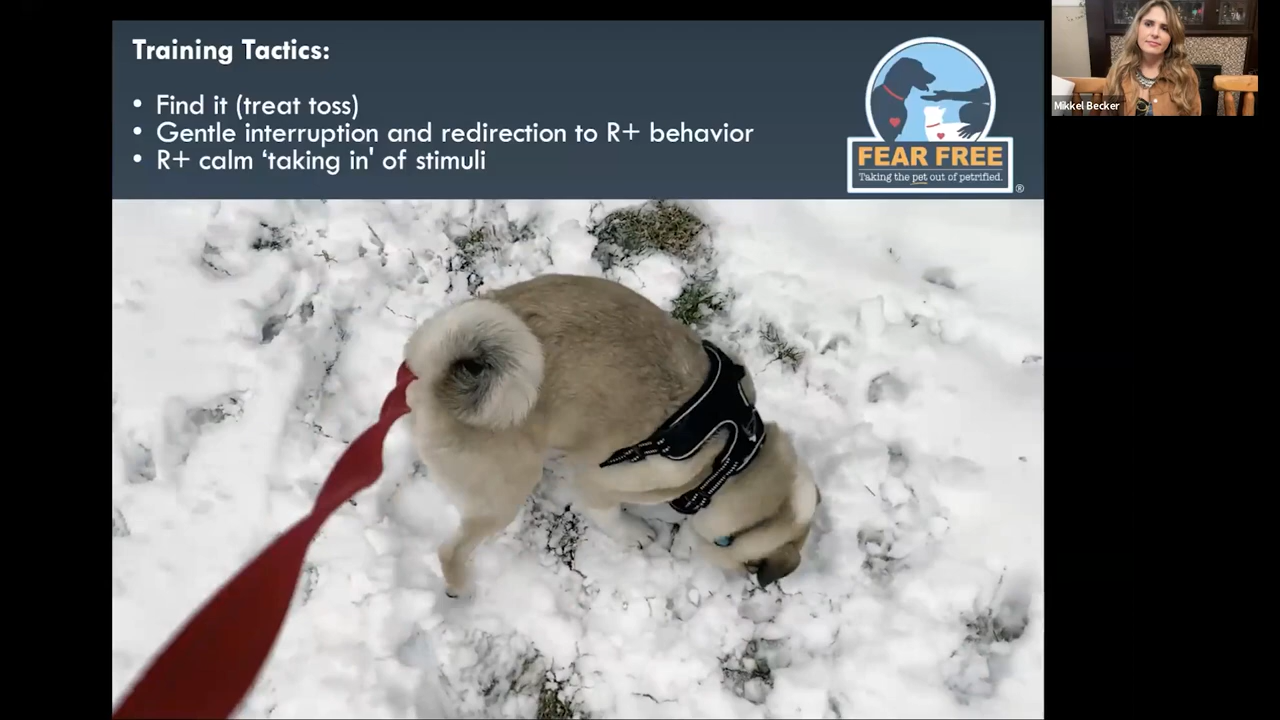 Training Tactics:
• Find it (treat toss)
• Gentle interruption and redirection to R+ behavior
• R+ calm ‘taking in' of stimuli
FEAR FREE
Taking the pet out of petrified.
®
Mikkel Becker